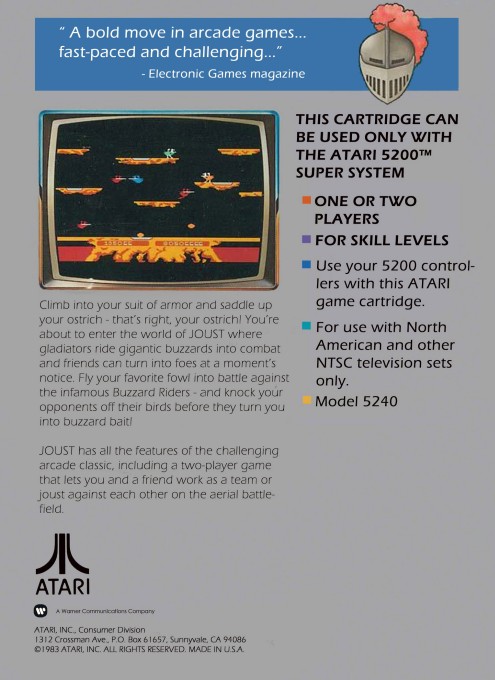 “ A bold move in arcade games...
fast-paced and challenging...”
- Electronic Games magazine
THIS CARTRIDGE CAN
BE USED ONLY WITH
THE ATARI 5200™
SUPER SYSTEM
ONE OR TWO
PLAYERS
FOR SKILL LEVELS
Use your 5200 control-
lers with this ATARI
game cartridge.
For use with North
American and other
NTSC television sets
only.
Model 5240
Climb into your suit of armor and saddle up
your ostrich - that's right, your ostrich! You're
about to enter the world of JOUST where
gladiators ride gigantic buzzards into combat
and friends can turn into foes at a moment's
notice. Fly your favorite fowl into battle against
the infamous Buzzard Riders - and knock your
opponents off their birds before they turn you
into buzzard bait!
JOUST has all the features of the challenging
arcade classic, including a two-player game
that lets you and a friend work as a team or
joust against each other on the aerial battle-
field.
ATARI
A Warner Communications Company
ATARI, INC., Consumer Division
1312 Crossman Ave., P.O. Box 61657, Sunnyvale, CA 94086
©1983 ATARI, INC. ALL RIGHTS RESERVED. MADE IN U.S.A.